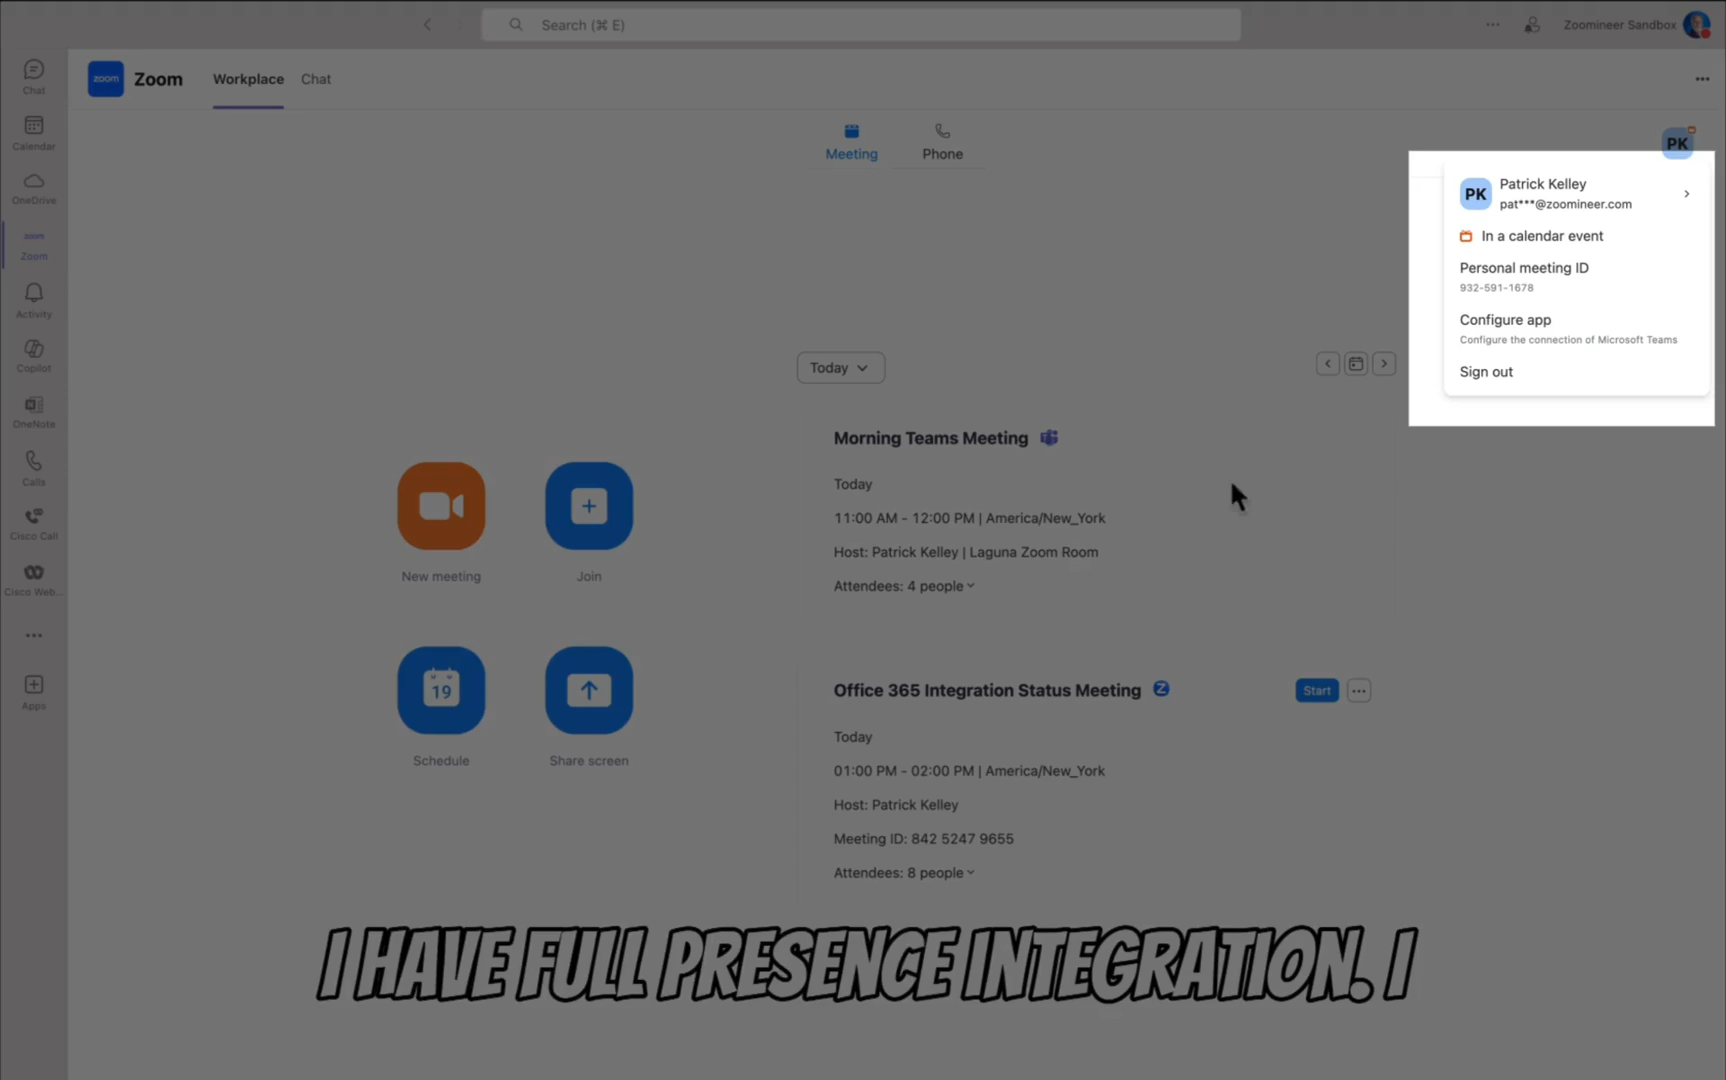 Search (⌘ E)
Zoomineer Sandbox
Chat
Calendar
OneDrive
zoom
Zoom
Activity
Copilot
OneNote
Calls
Cisco Call
Cisco Web...
Apps
zoom
Zoom
Workplace
Chat
Meeting
Phone
PK
PK
Patrick Kelley
pat***@zoomineer.com
In a calendar event
Personal meeting ID
932-591-1678
Configure app
Configure the connection of Microsoft Teams
Sign out
Today
New meeting
Join
19
Schedule
Share screen
Morning Teams Meeting
Today
11:00 AM - 12:00 PM | America/New_York
Host: Patrick Kelley | Laguna Zoom Room
Attendees: 4 people
Office 365 Integration Status Meeting
Start
Today
01:00 PM - 02:00 PM | America/New_York
Host: Patrick Kelley
Meeting ID: 842 5247 9655
Attendees: 8 people
I HAVE FULL PRESENCE INTEGRATION. I